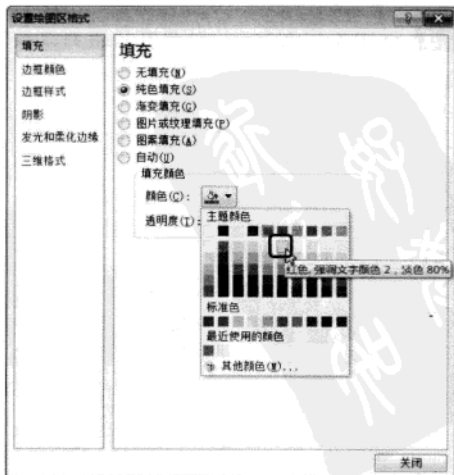 设置绘图区格式
填充
边框颜色
边框样式
阴影
发光和柔化边缘
三维格式
填充
无填充(N)
纯色填充(S)
渐变填充(G)
图片或纹理填充(P)
图案填充(A)
自动(U)
填充颜色
颜色(C):
透明度(T):
主题颜色
红色, 强调文字颜色 2, 淡色 80%
标准色
最近使用的颜色
其他颜色(M)...
关闭